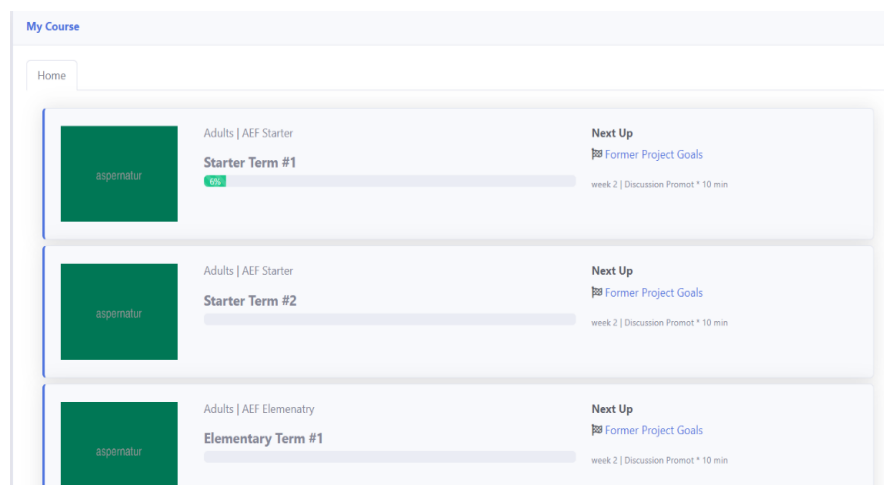 My Course
Home
aspernatur
Adults | AEF Starter
Starter Term #1
6%
Next Up
Former Project Goals
week 2 | Discussion Promot * 10 min
aspernatur
Adults | AEF Starter
Starter Term #2
Next Up
Former Project Goals
week 2 | Discussion Promot * 10 min
aspernatur
Adults | AEF Elemenatry
Elementary Term #1
Next Up
Former Project Goals
week 2 | Discussion Promot * 10 min